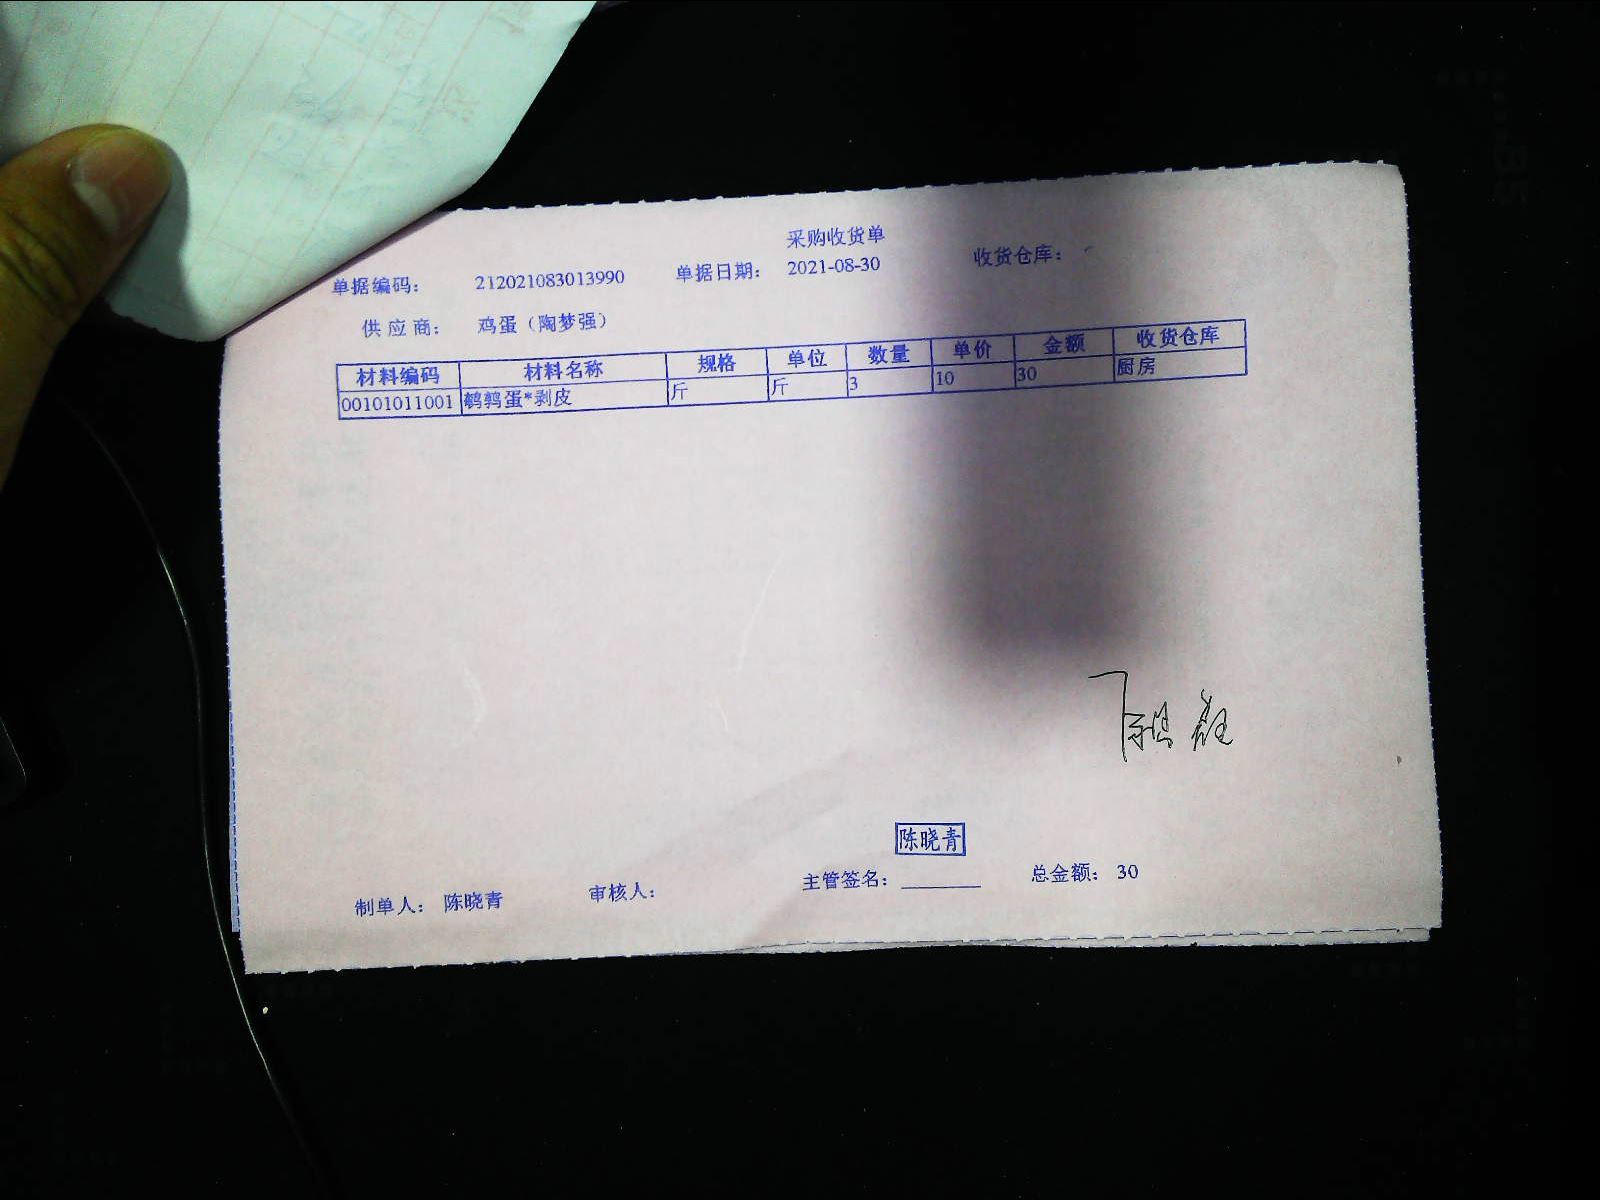 采购收货单
单据编码： 212021083013990 单据日期： 2021-08-30 收货仓库：
供应商： 鸡蛋（陶梦强）
材料编码 材料名称 规格 单位 数量 单价 金额 收货仓库
00101011001 鹌鹑蛋*剥皮 斤 斤 3 10 30 厨房
陈晓青
制单人： 陈晓青 审核人： 主管签名： 总金额： 30